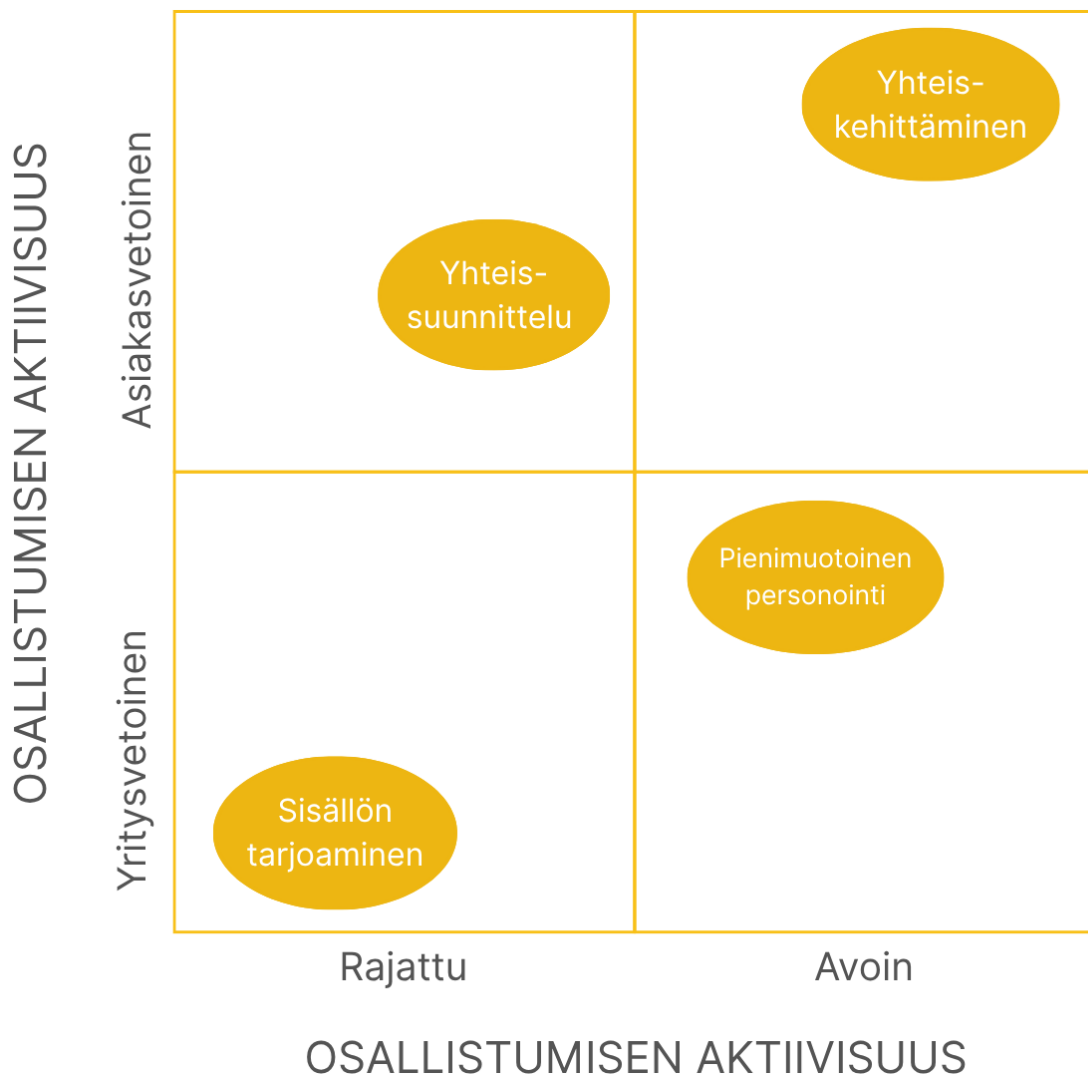 OSALLISTUMISEN AKTIIVISUUS
Asiakasvetoinen
Yritysvetoinen
Yhteis-
kehittäminen
Yhteis-
suunnittelu
Pienimuotoinen
personointi
Sisällön
tarjoaminen
Rajattu
Avoin
OSALLISTUMISEN AKTIIVISUUS